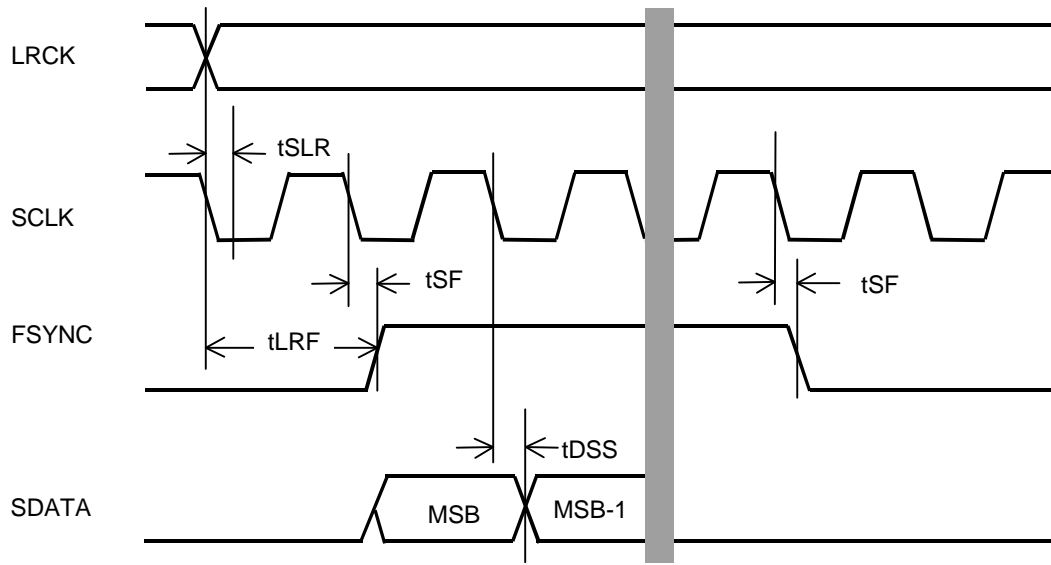 LRCK
tSLR
SCLK
tSF
tSF
FSYNC
tLRF
tDSS
SDATA
MSB
MSB-1